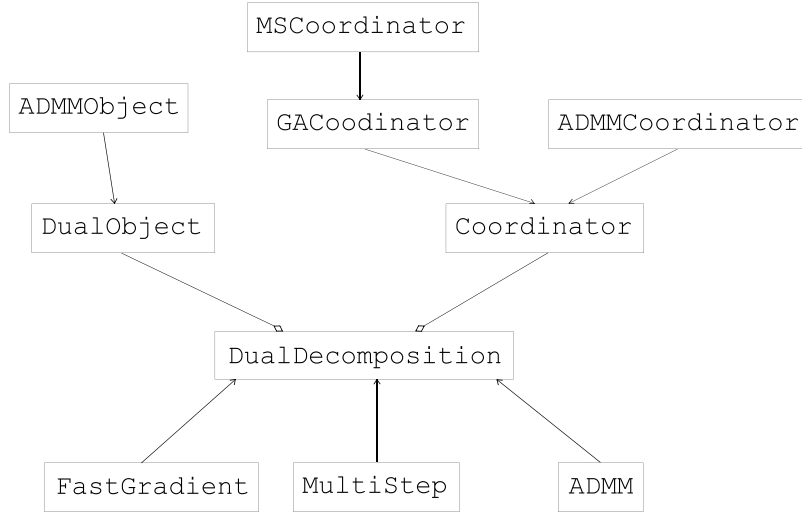 MSCoordinator
ADMMObject
GACoodinator
ADMMCoordinator
DualObject
Coordinator
DualDecomposition
FastGradient
MultiStep
ADMM